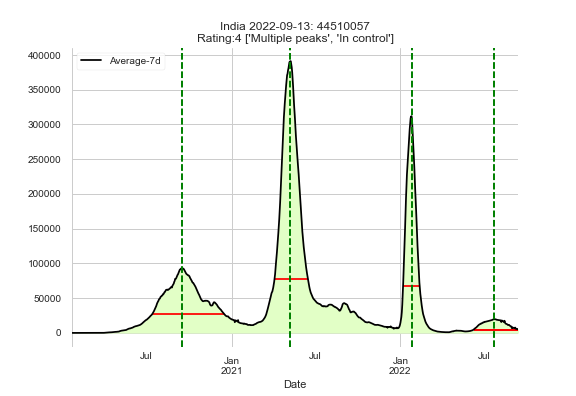 India 2022-09-13: 44510057
Rating:4 ['Multiple peaks', 'In control']
Average-7d
400000
350000
300000
250000
200000
150000
100000
50000
0
Jul
Jan
2021
Jul
Jan
2022
Jul
Date